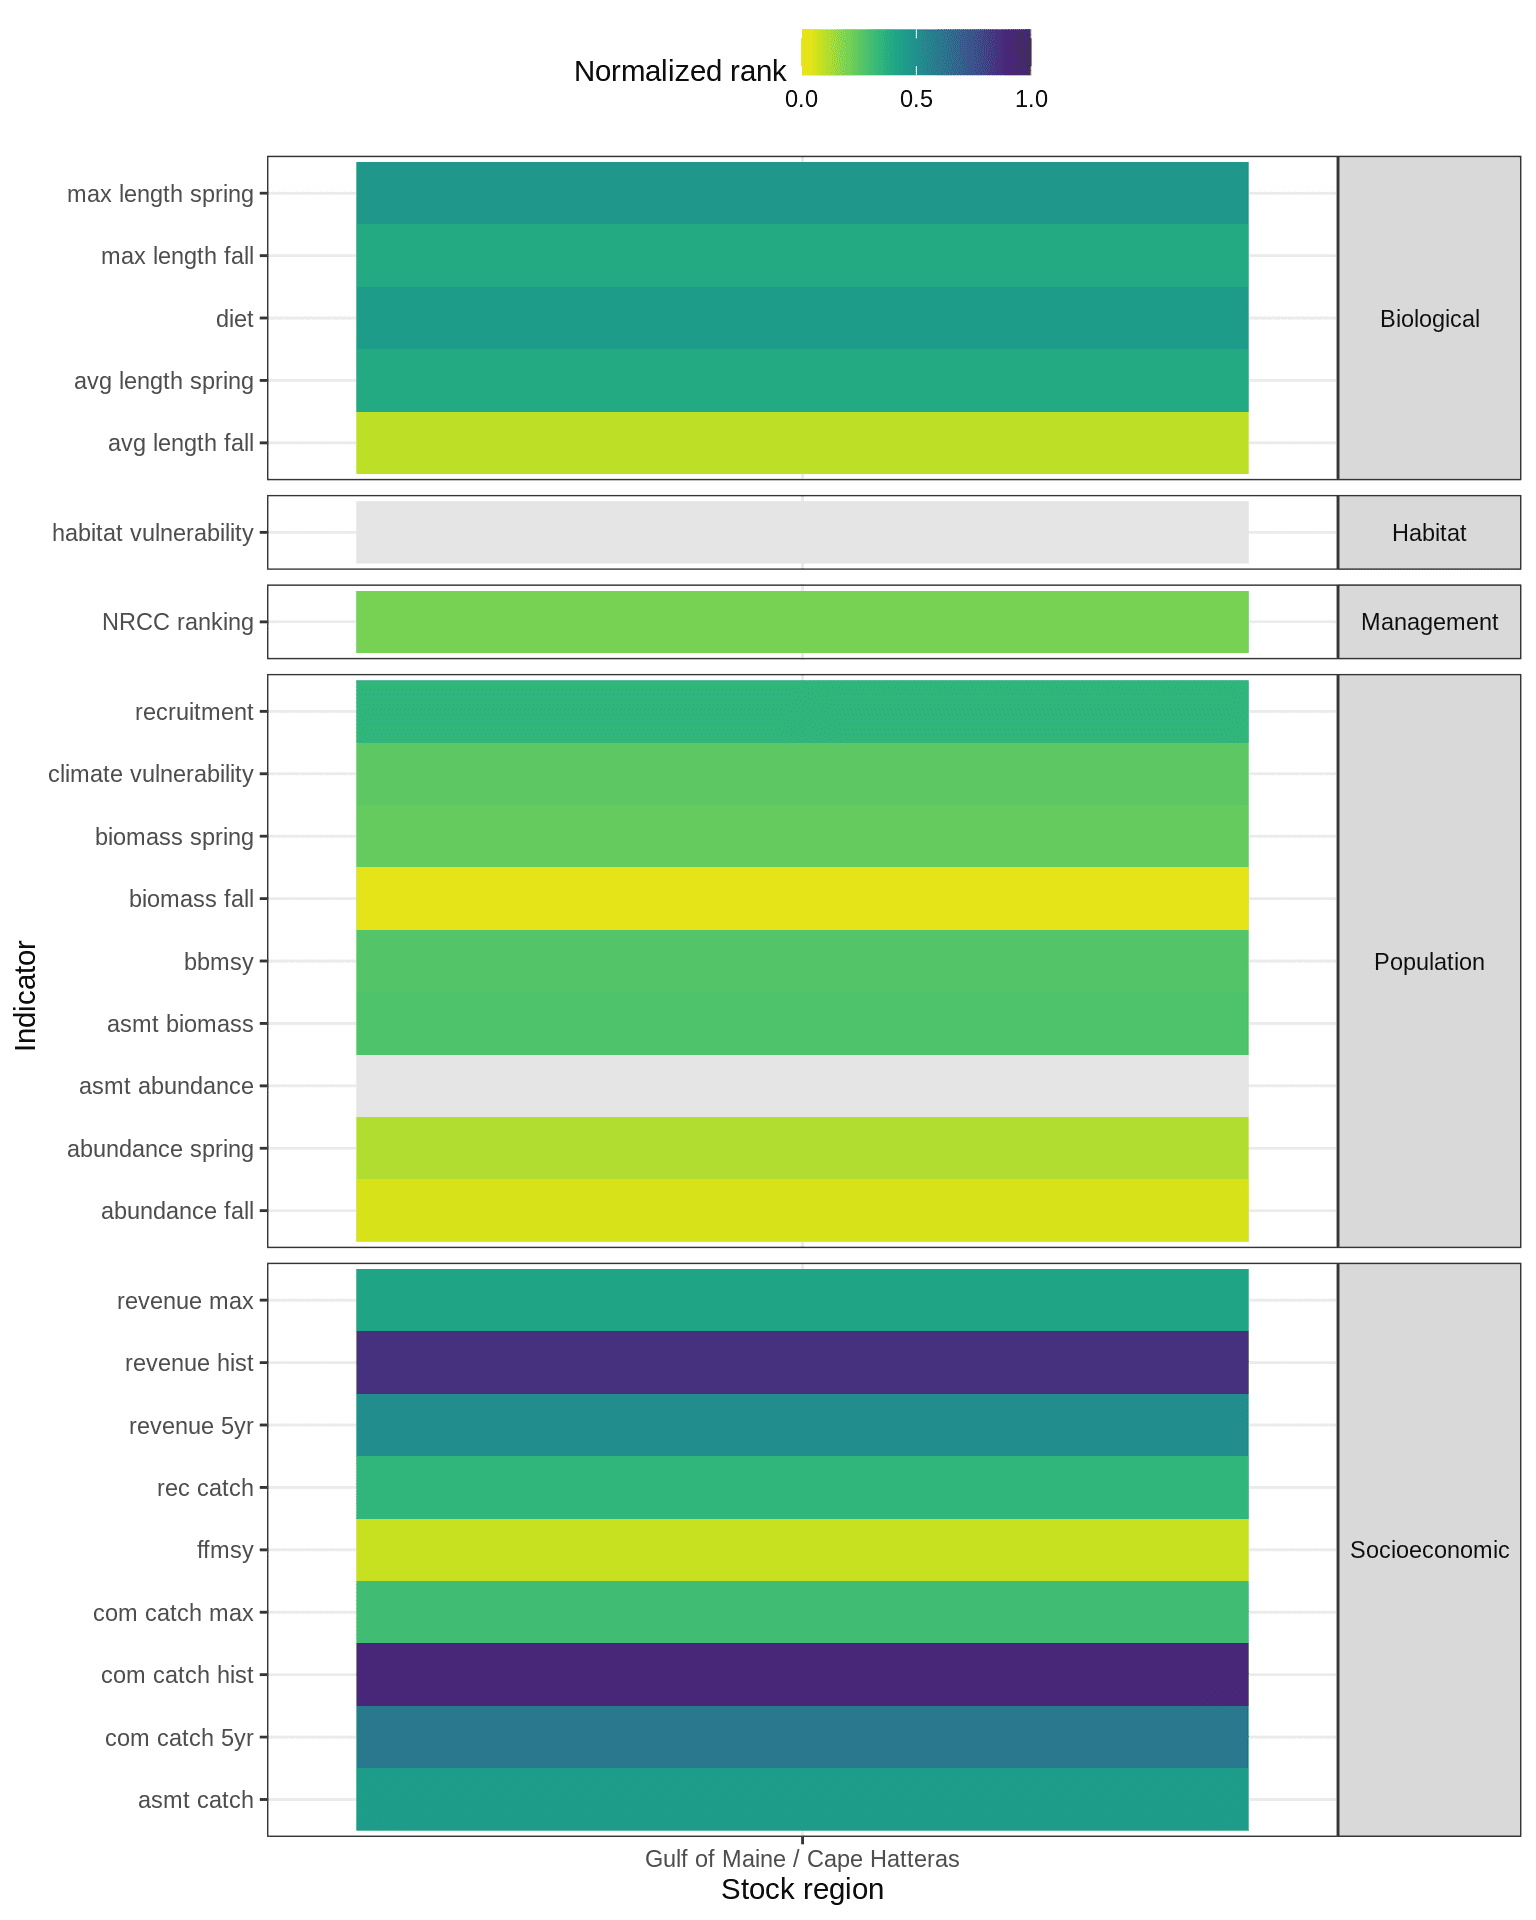 Normalized rank
0.0 0.5 1.0
max length spring
max length fall
diet
avg length spring
avg length fall
Biological
habitat vulnerability
Habitat
NRCC ranking
Management
recruitment
climate vulnerability
biomass spring
biomass fall
bbmsy
asmt biomass
asmt abundance
abundance spring
abundance fall
Population
revenue max
revenue hist
revenue 5yr
rec catch
ffmsy
com catch max
com catch hist
com catch 5yr
asmt catch
Socioeconomic
Indicator
Gulf of Maine / Cape Hatteras
Stock region